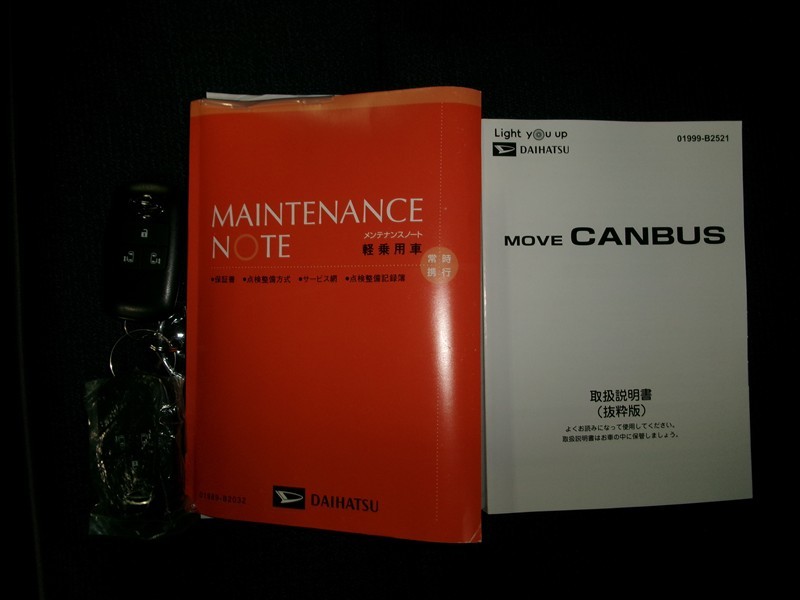 MAINTENANCE
NOTE
メンテナンスノート
軽乗用車
常時
携行
●保証書 ●点検整備方式 ●サービス網 ●点検整備記録簿
DAIHATSU
Light you up
DAIHATSU
01999-B2521
MOVE CANBUS
取扱説明書
（抜粋版）
よくお読みになって使用してください。
取扱説明書はお車の中に保管しましょう。